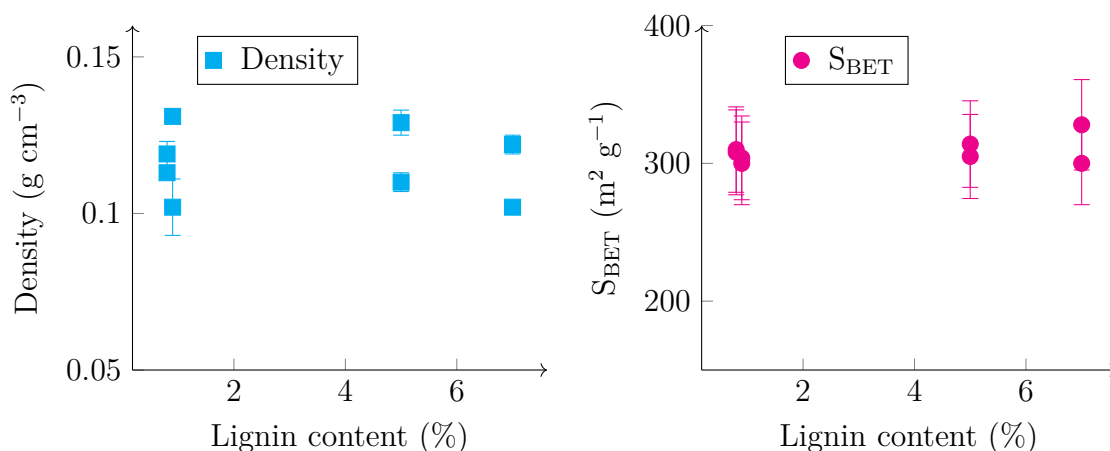 0.15
0.1
0.05
2
4
6
Lignin content (%)
Density (g cm⁻³)
Density
400
300
200
2
4
6
Lignin content (%)
S_BET (m² g⁻¹)
S_BET